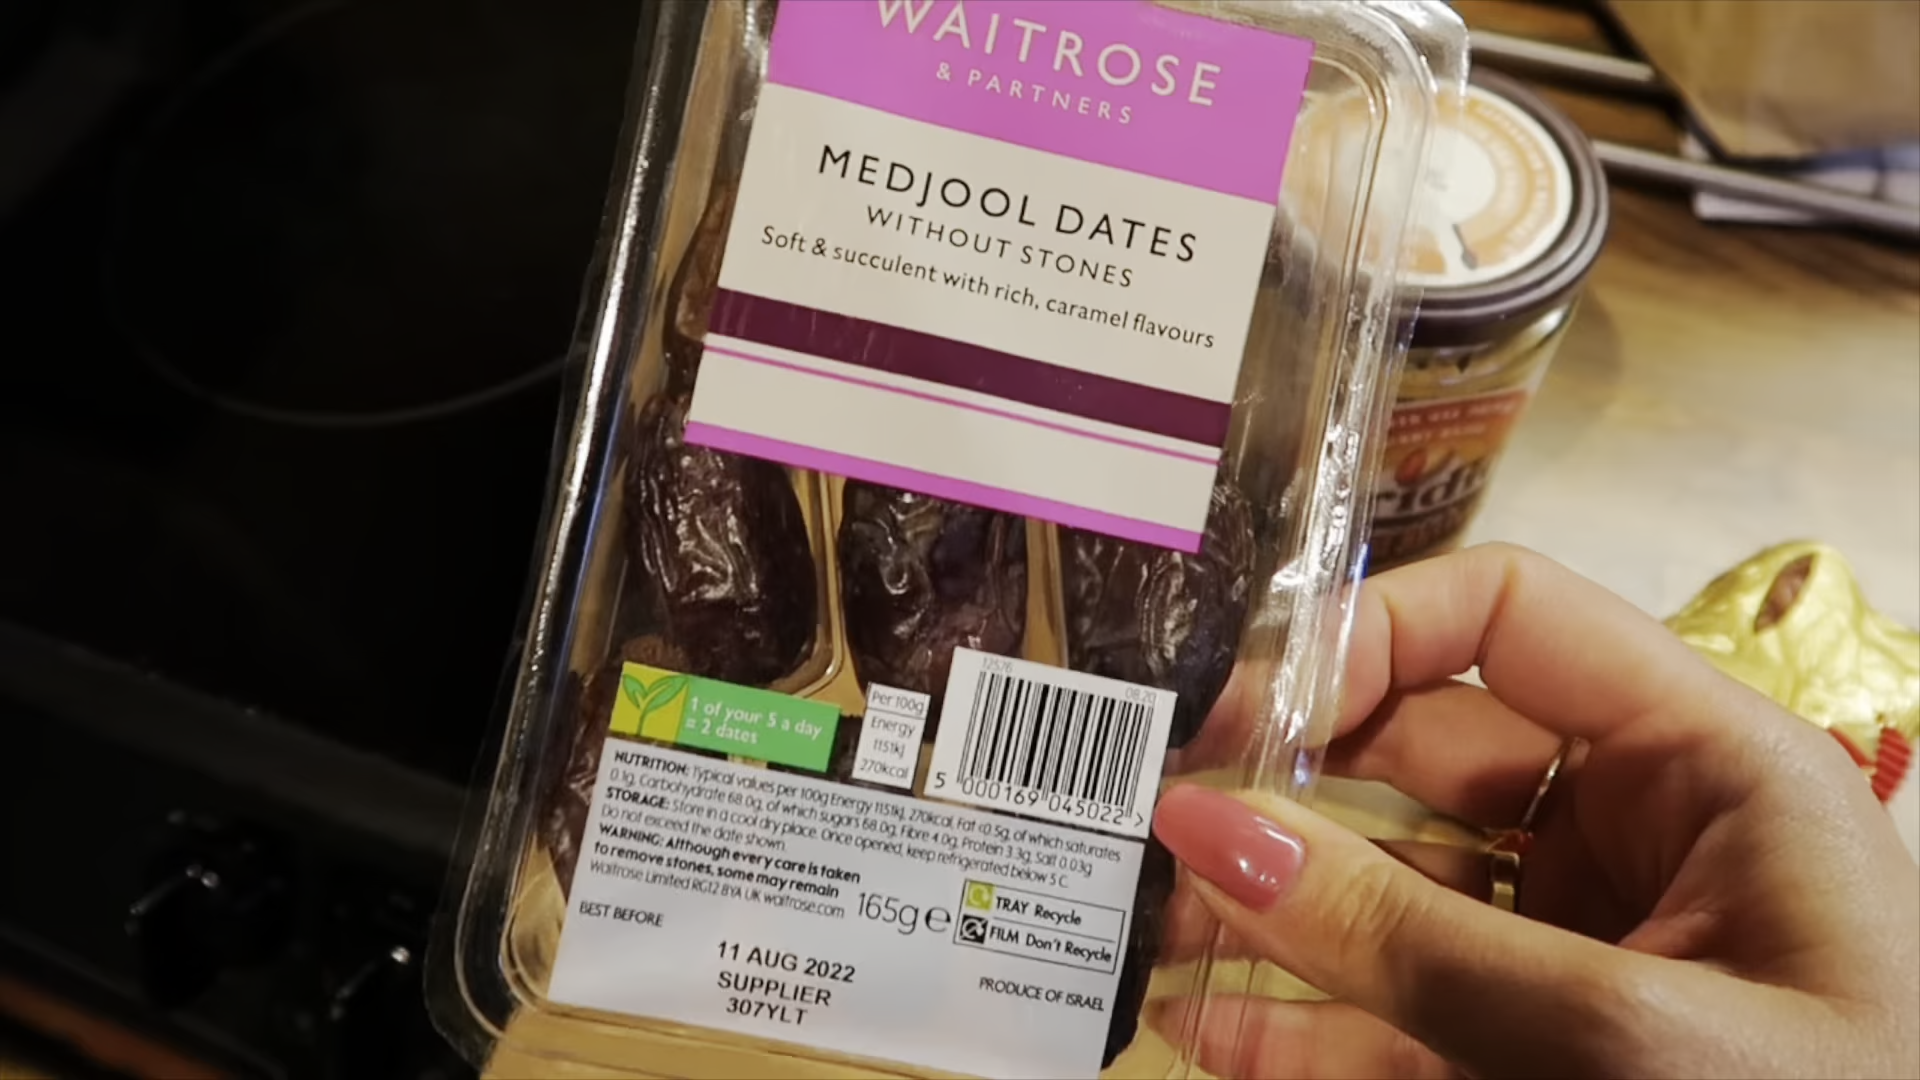 WAITROSE
& PARTNERS
MEDJOOL DATES
WITHOUT STONES
Soft & succulent with rich, caramel flavours
1 of your 5 a day
= 2 dates
Per 100g
Energy
1151kJ
270kcal
12576
08.20
5 000169 045022 >
NUTRITION: Typical values per 100g Energy 1151kJ, 270kcal, Fat <0.5g, of which saturates
0.1g, Carbohydrate 68.0g, of which sugars 68.0g, Fibre 4.0g, Protein 3.3g, Salt 0.03g
STORAGE: Store in a cool dry place. Once opened, keep refrigerated below 5 C.
Do not exceed the date shown.
WARNING: Although every care is taken
to remove stones, some may remain
Waitrose Limited RG12 8YA UK waitrose.com
165g e
TRAY Recycle
FILM Don't Recycle
BEST BEFORE
11 AUG 2022
SUPPLIER
307YLT
PRODUCE OF ISRAEL